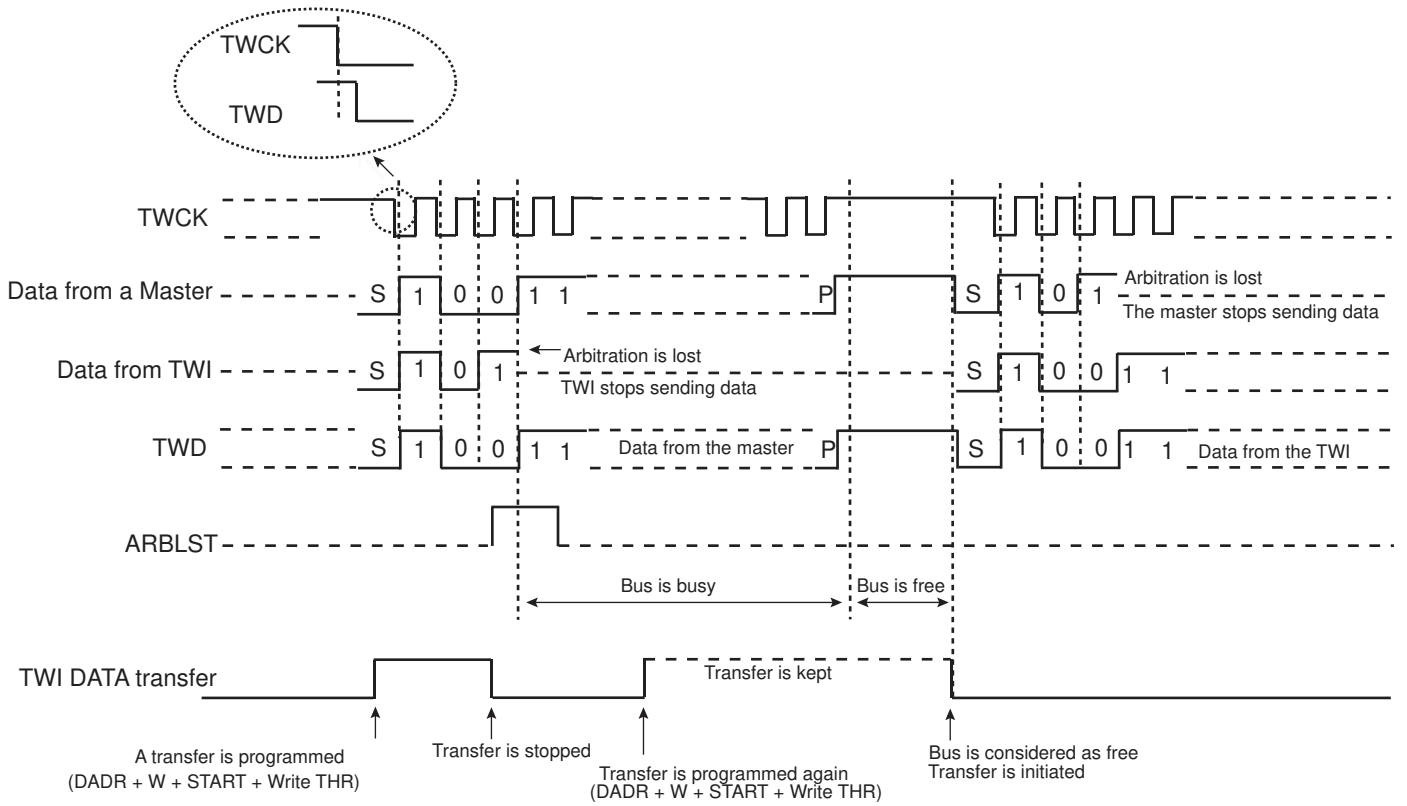 TWCK
TWD
TWCK
Data from a Master
S 1 0 0 1 1
P
S 1 0 1
Arbitration is lost
The master stops sending data
Data from TWI
S 1 0 1
Arbitration is lost
TWI stops sending data
S 1 0 0 1 1
TWD
S 1 0 0 1 1
Data from the master
P
S 1 0 0 1 1
Data from the TWI
ARBLST
Bus is busy
Bus is free
TWI DATA transfer
Transfer is kept
A transfer is programmed
(DADR + W + START + Write THR)
Transfer is stopped
Transfer is programmed again
(DADR + W + START + Write THR)
Bus is considered as free
Transfer is initiated